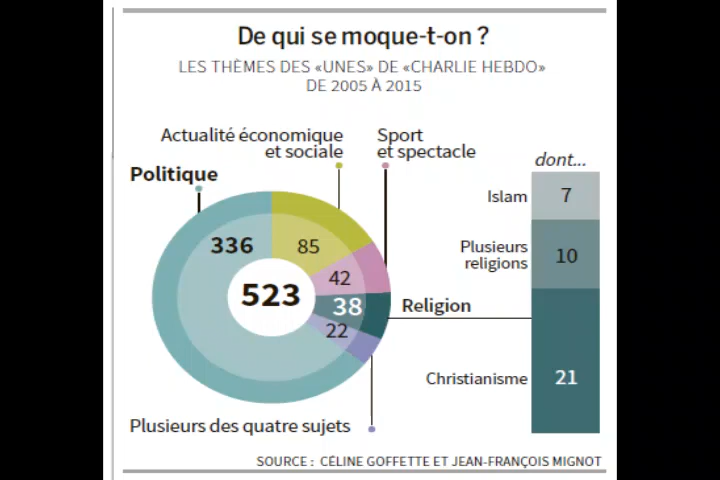 De qui se moque-t-on ?
LES THÈMES DES «UNES» DE «CHARLIE HEBDO»
DE 2005 À 2015
Actualité économique
et sociale
Sport
et spectacle
Politique
dont...
336
85
42
523
38
22
Religion
Islam
7
Plusieurs
religions
10
Christianisme
21
Plusieurs des quatre sujets
SOURCE : CÉLINE GOFFETTE ET JEAN-FRANÇOIS MIGNOT